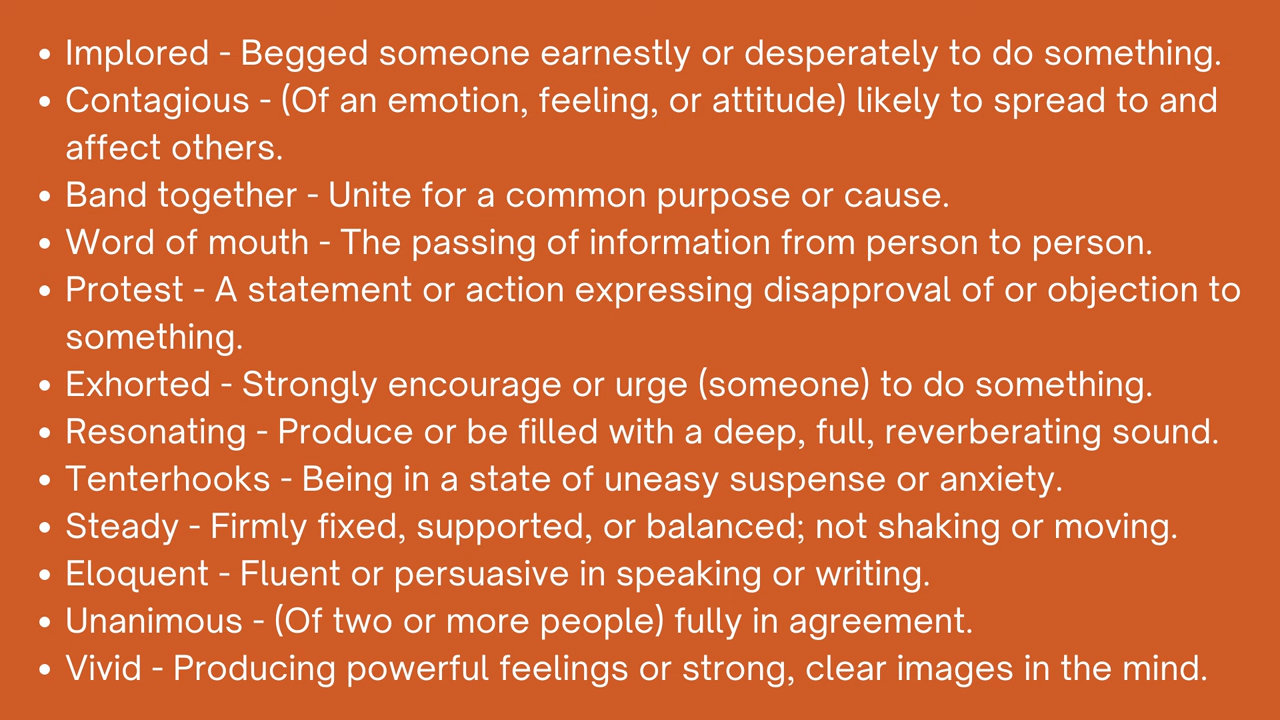 • Implored - Begged someone earnestly or desperately to do something.
• Contagious - (Of an emotion, feeling, or attitude) likely to spread to and
affect others.
• Band together - Unite for a common purpose or cause.
• Word of mouth - The passing of information from person to person.
• Protest - A statement or action expressing disapproval of or objection to
something.
• Exhorted - Strongly encourage or urge (someone) to do something.
• Resonating - Produce or be filled with a deep, full, reverberating sound.
• Tenterhooks - Being in a state of uneasy suspense or anxiety.
• Steady - Firmly fixed, supported, or balanced; not shaking or moving.
• Eloquent - Fluent or persuasive in speaking or writing.
• Unanimous - (Of two or more people) fully in agreement.
• Vivid - Producing powerful feelings or strong, clear images in the mind.